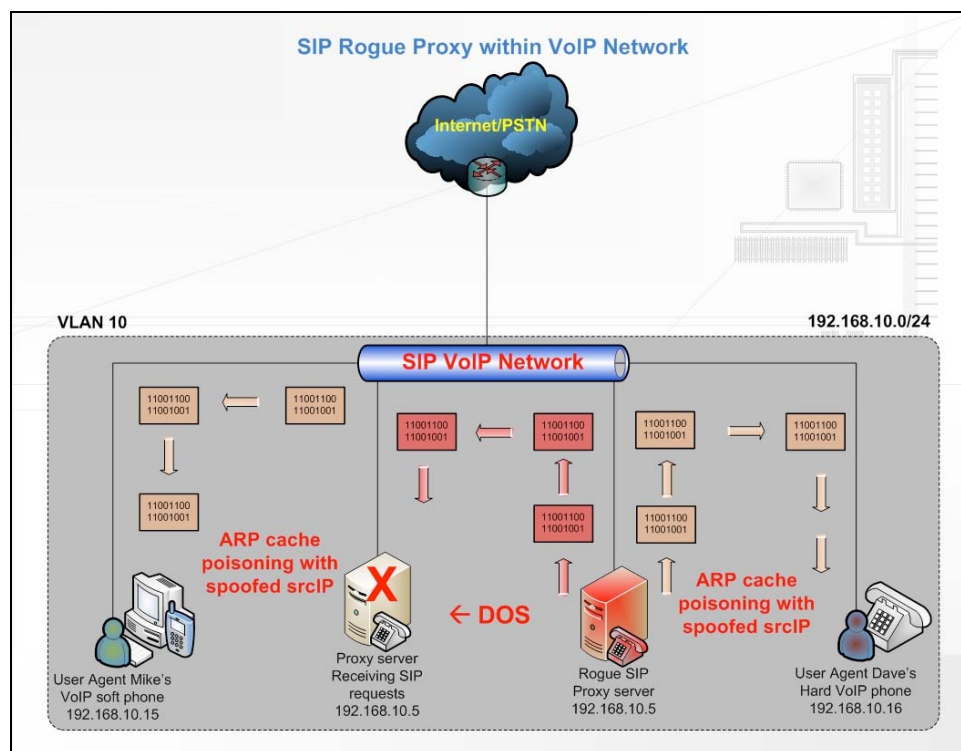 SIP Rogue Proxy within VoIP Network
Internet/PSTN
VLAN 10
192.168.10.0/24
SIP VoIP Network
11001100
11001001
11001100
11001001
11001100
11001001
11001100
11001001
11001100
11001001
11001100
11001001
11001100
11001001
11001100
11001001
11001100
11001001
ARP cache
poisoning with
spoofed srcIP
X
← DOS
ARP cache
poisoning with
spoofed srcIP
User Agent Mike's
VoIP soft phone
192.168.10.15
Proxy server
Receiving SIP
requests
192.168.10.5
Rogue SIP
Proxy server
192.168.10.5
User Agent Dave's
Hard VoIP phone
192.168.10.16